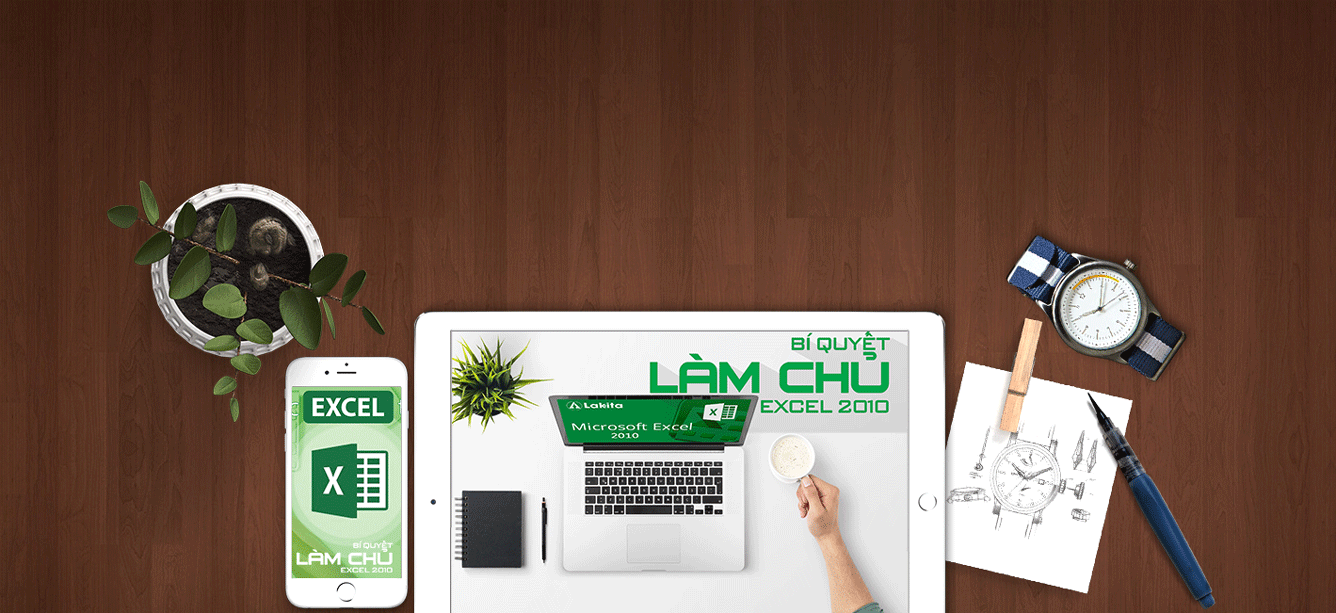 EXCEL
X
BÍ QUYẾT
LÀM CHỦ
EXCEL 2010
BÍ QUYẾT
LÀM CHỦ
EXCEL 2010
Lakita
X
Microsoft Excel
2010